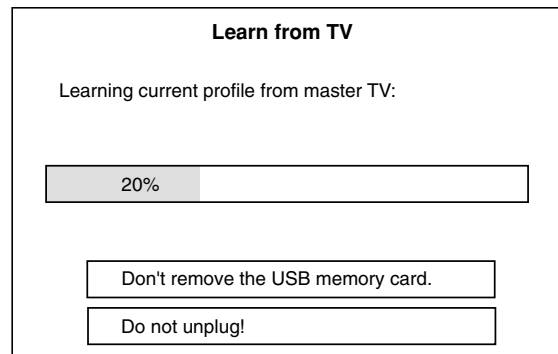 Learn from TV
Learning current profile from master TV:
20%
Don't remove the USB memory card.
Do not unplug!